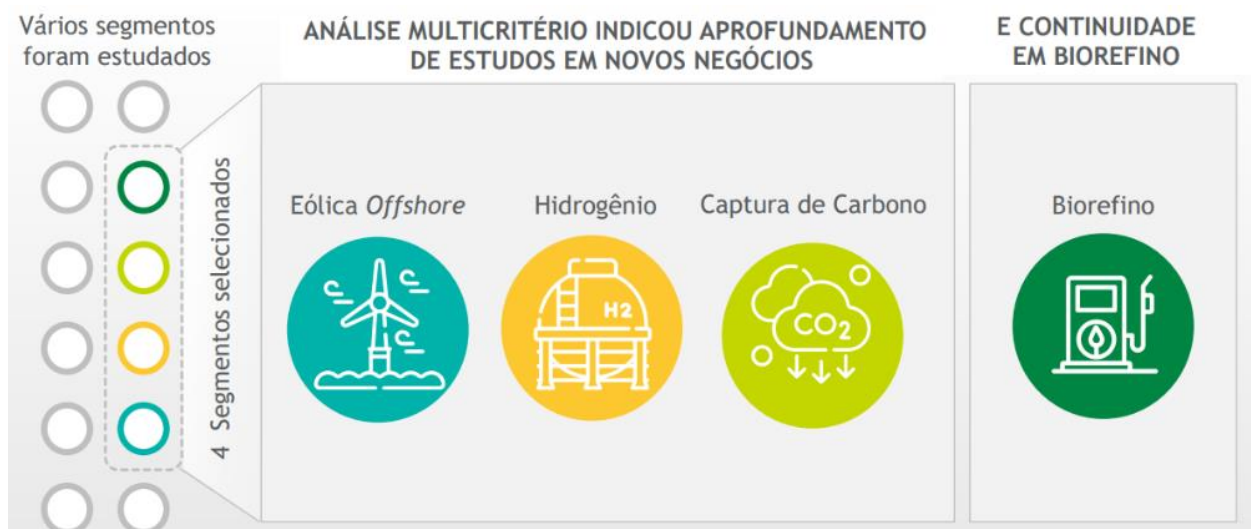 Vários segmentos
foram estudados
ANÁLISE MULTICRITÉRIO INDICOU APROFUNDAMENTO
DE ESTUDOS EM NOVOS NEGÓCIOS
E CONTINUIDADE
EM BIOREFINO
4 Segmentos selecionados
Eólica Offshore
Hidrogênio
Captura de Carbono
Biorefino
H2
CO2